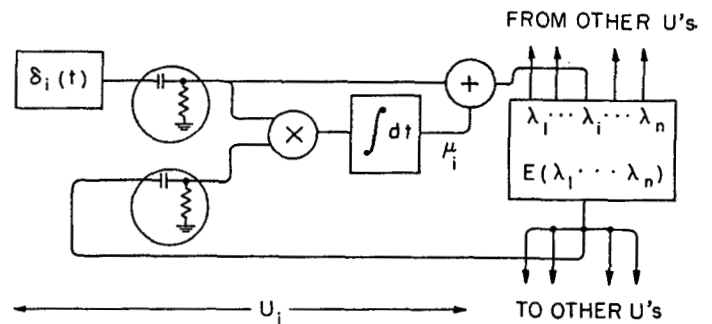 FROM OTHER U's.
δᵢ(t)
+
×
∫dt
μᵢ
λ₁···λᵢ···λₙ
E(λ₁···λₙ)
Uᵢ
TO OTHER U's